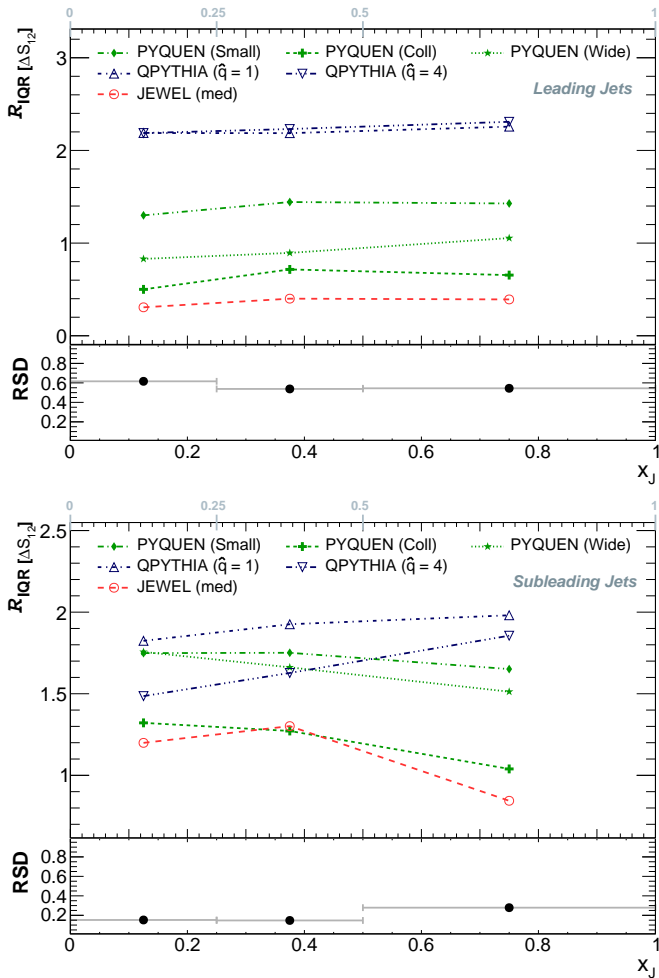 0 0.25 0.5 1
R_IQR [ΔS_12]
3
2
1
0
PYQUEN (Small) PYQUEN (Coll) PYQUEN (Wide)
QPYTHIA (q̂ = 1) QPYTHIA (q̂ = 4)
JEWEL (med)
Leading Jets
RSD
0.8
0.6
0.4
0.2
0 0.2 0.4 0.6 0.8 1
x_J
0 0.25 0.5 1
R_IQR [ΔS_12]
2.5
2
1.5
1
PYQUEN (Small) PYQUEN (Coll) PYQUEN (Wide)
QPYTHIA (q̂ = 1) QPYTHIA (q̂ = 4)
JEWEL (med)
Subleading Jets
RSD
0.8
0.6
0.4
0.2
0 0.2 0.4 0.6 0.8 1
x_J